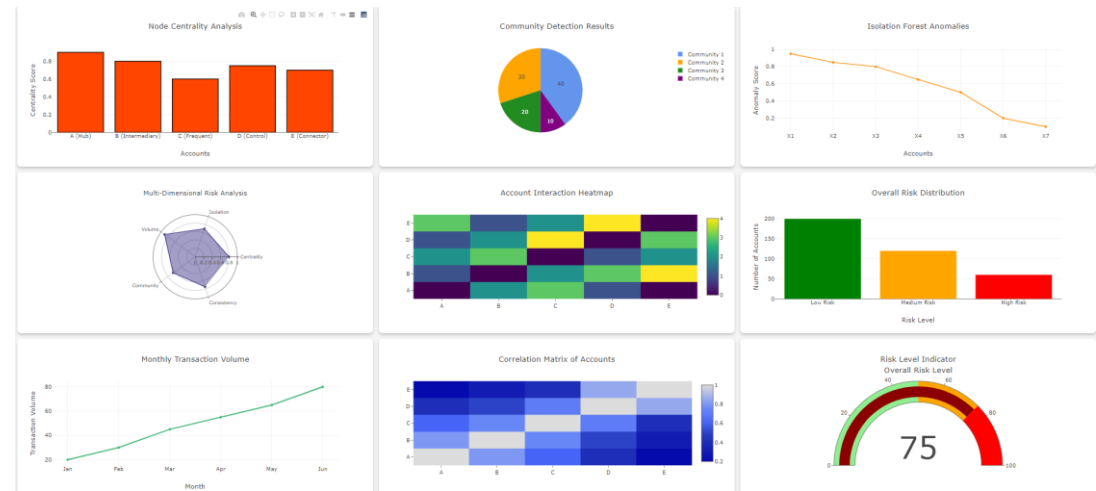 Node Centrality Analysis
Centrality Score
0.8
0.6
0.4
0.2
0
A (Hub)
B (Intermediary)
C (Frequent)
D (Control)
E (Connector)
Accounts
Community Detection Results
40
30
20
10
Community 1
Community 2
Community 3
Community 4
Isolation Forest Anomalies
Anomaly Score
1
0.8
0.6
0.4
0.2
X1
X2
X3
X4
X5
X6
X7
Accounts
Multi-Dimensional Risk Analysis
Isolation
Volume
Centrality
Community
Consistency
Account Interaction Heatmap
E
D
C
B
A
A
B
C
D
E
4
3
2
1
0
Overall Risk Distribution
Number of Accounts
200
150
100
50
0
Low Risk
Medium Risk
High Risk
Risk Level
Monthly Transaction Volume
Transaction Volume
80
60
40
20
Jan
Feb
Mar
Apr
May
Jun
Month
Correlation Matrix of Accounts
E
D
C
B
A
A
B
C
D
E
1
0.8
0.6
0.4
0.2
Risk Level Indicator
Overall Risk Level
0
20
40
60
80
100
75